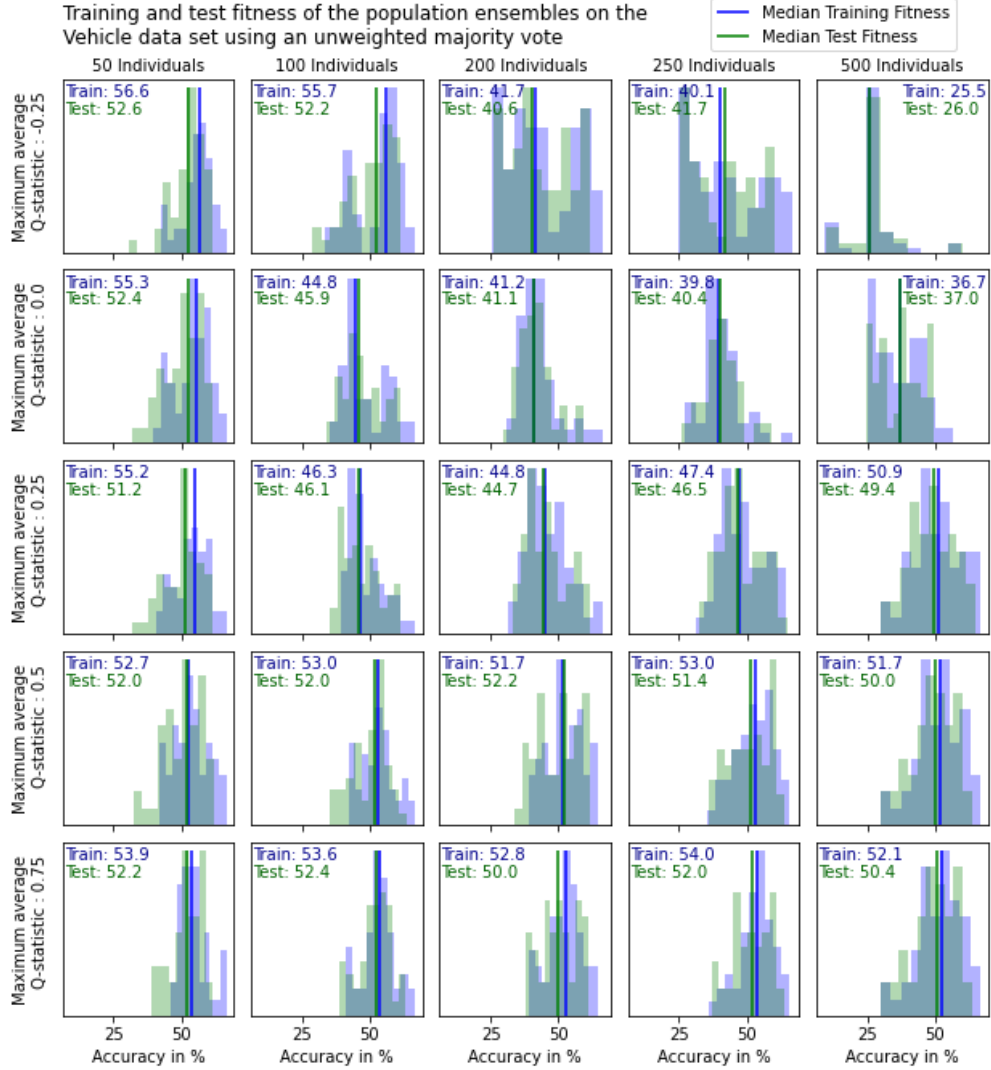 Training and test fitness of the population ensembles on the
Vehicle data set using an unweighted majority vote
Median Training Fitness
Median Test Fitness
50 Individuals
100 Individuals
200 Individuals
250 Individuals
500 Individuals
Maximum average
Q-statistic : -0.25
Train: 56.6
Test: 52.6
Train: 55.7
Test: 52.2
Train: 41.7
Test: 40.6
Train: 40.1
Test: 41.7
Train: 25.5
Test: 26.0
Maximum average
Q-statistic : 0.0
Train: 55.3
Test: 52.4
Train: 44.8
Test: 45.9
Train: 41.2
Test: 41.1
Train: 39.8
Test: 40.4
Train: 36.7
Test: 37.0
Maximum average
Q-statistic : 0.25
Train: 55.2
Test: 51.2
Train: 46.3
Test: 46.1
Train: 44.8
Test: 44.7
Train: 47.4
Test: 46.5
Train: 50.9
Test: 49.4
Maximum average
Q-statistic : 0.5
Train: 52.7
Test: 52.0
Train: 53.0
Test: 52.0
Train: 51.7
Test: 52.2
Train: 53.0
Test: 51.4
Train: 51.7
Test: 50.0
Maximum average
Q-statistic : 0.75
Train: 53.9
Test: 52.2
Train: 53.6
Test: 52.4
Train: 52.8
Test: 50.0
Train: 54.0
Test: 52.0
Train: 52.1
Test: 50.4
25 50
25 50
25 50
25 50
25 50
Accuracy in %
Accuracy in %
Accuracy in %
Accuracy in %
Accuracy in %